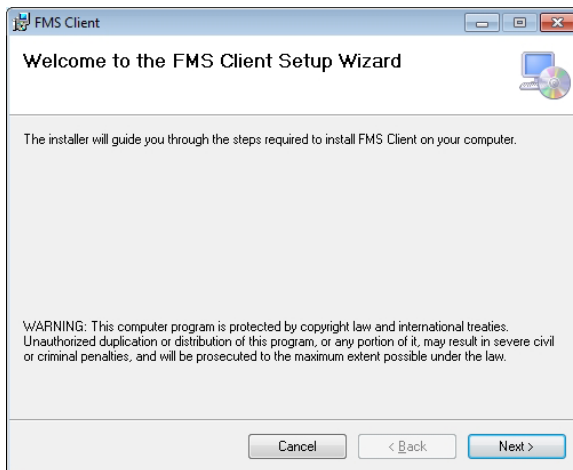 FMS Client
Welcome to the FMS Client Setup Wizard
The installer will guide you through the steps required to install FMS Client on your computer.
WARNING: This computer program is protected by copyright law and international treaties.
Unauthorized duplication or distribution of this program, or any portion of it, may result in severe civil
or criminal penalties, and will be prosecuted to the maximum extent possible under the law.
Cancel
< Back
Next >